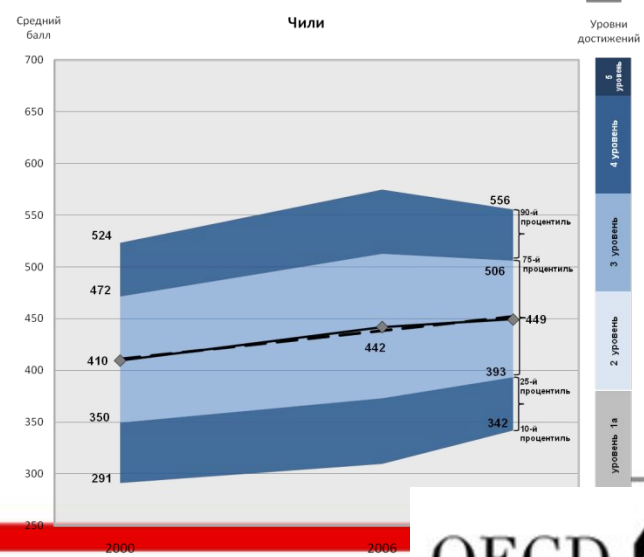 Средний
балл
Чили
Уровни
достижений
700
650
600
550
500
450
400
350
300
250
524
472
410
350
291
442
556
506
449
393
342
90-й
процентиль
75-й
процентиль
25-й
процентиль
10-й
процентиль
5
уровень
4 уровень
3 уровень
2 уровень
уровень 1a
2000
2006
OECD